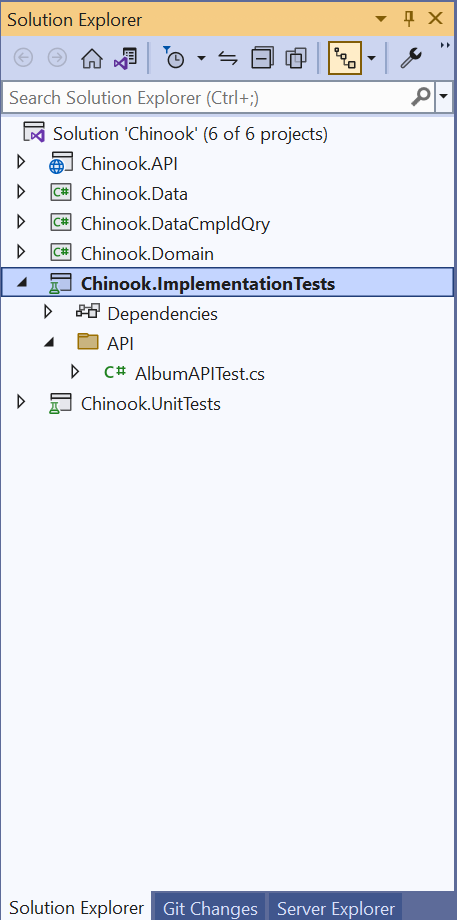 Solution Explorer
Search Solution Explorer (Ctrl+;)
Solution 'Chinook' (6 of 6 projects)
Chinook.API
C# Chinook.Data
C# Chinook.DataCmpldQry
C# Chinook.Domain
Chinook.ImplementationTests
Dependencies
API
C# AlbumAPITest.cs
Chinook.UnitTests
Solution Explorer Git Changes Server Explorer